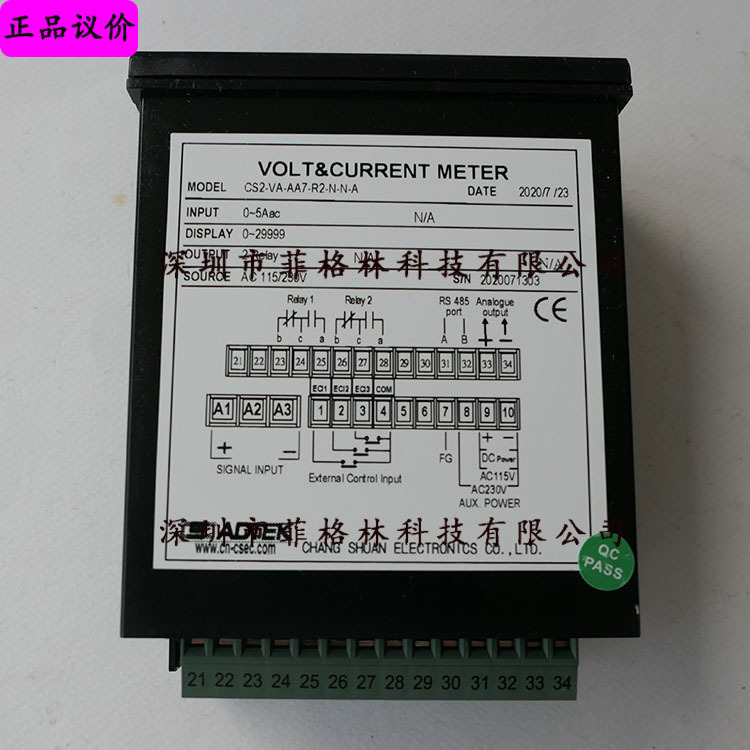 正品议价
VOLT&CURRENT METER
MODEL CS2-VA-AA7-R2-N-N-A DATE 2020/7 /23
INPUT 0~5Aac N/A
DISPLAY 0~29999
OUTPUT 2 Relay N/A N/A
深圳市菲格林科技有限公司
SOURCE AC 115/230V S/N 2020071303
Relay 1 Relay 2 RS 485 port Analogue output
b c a b c a A B + −
CE
21 22 23 24 25 26 27 28 29 30 31 32 33 34
ECI1 ECI2 ECI3 COM
A1 A2 A3 1 2 3 4 5 6 7 8 9 10
+ − + −
SIGNAL INPUT External Control Input FG DC Power
AC115V
AC230V
AUX. POWER
ADTEK
深圳市菲格林科技有限公司
www.cn-csec.com CHANG SHUAN ELECTRONICS CO.,LTD.
QC
PASS
21 22 23 24 25 26 27 28 29 30 31 32 33 34